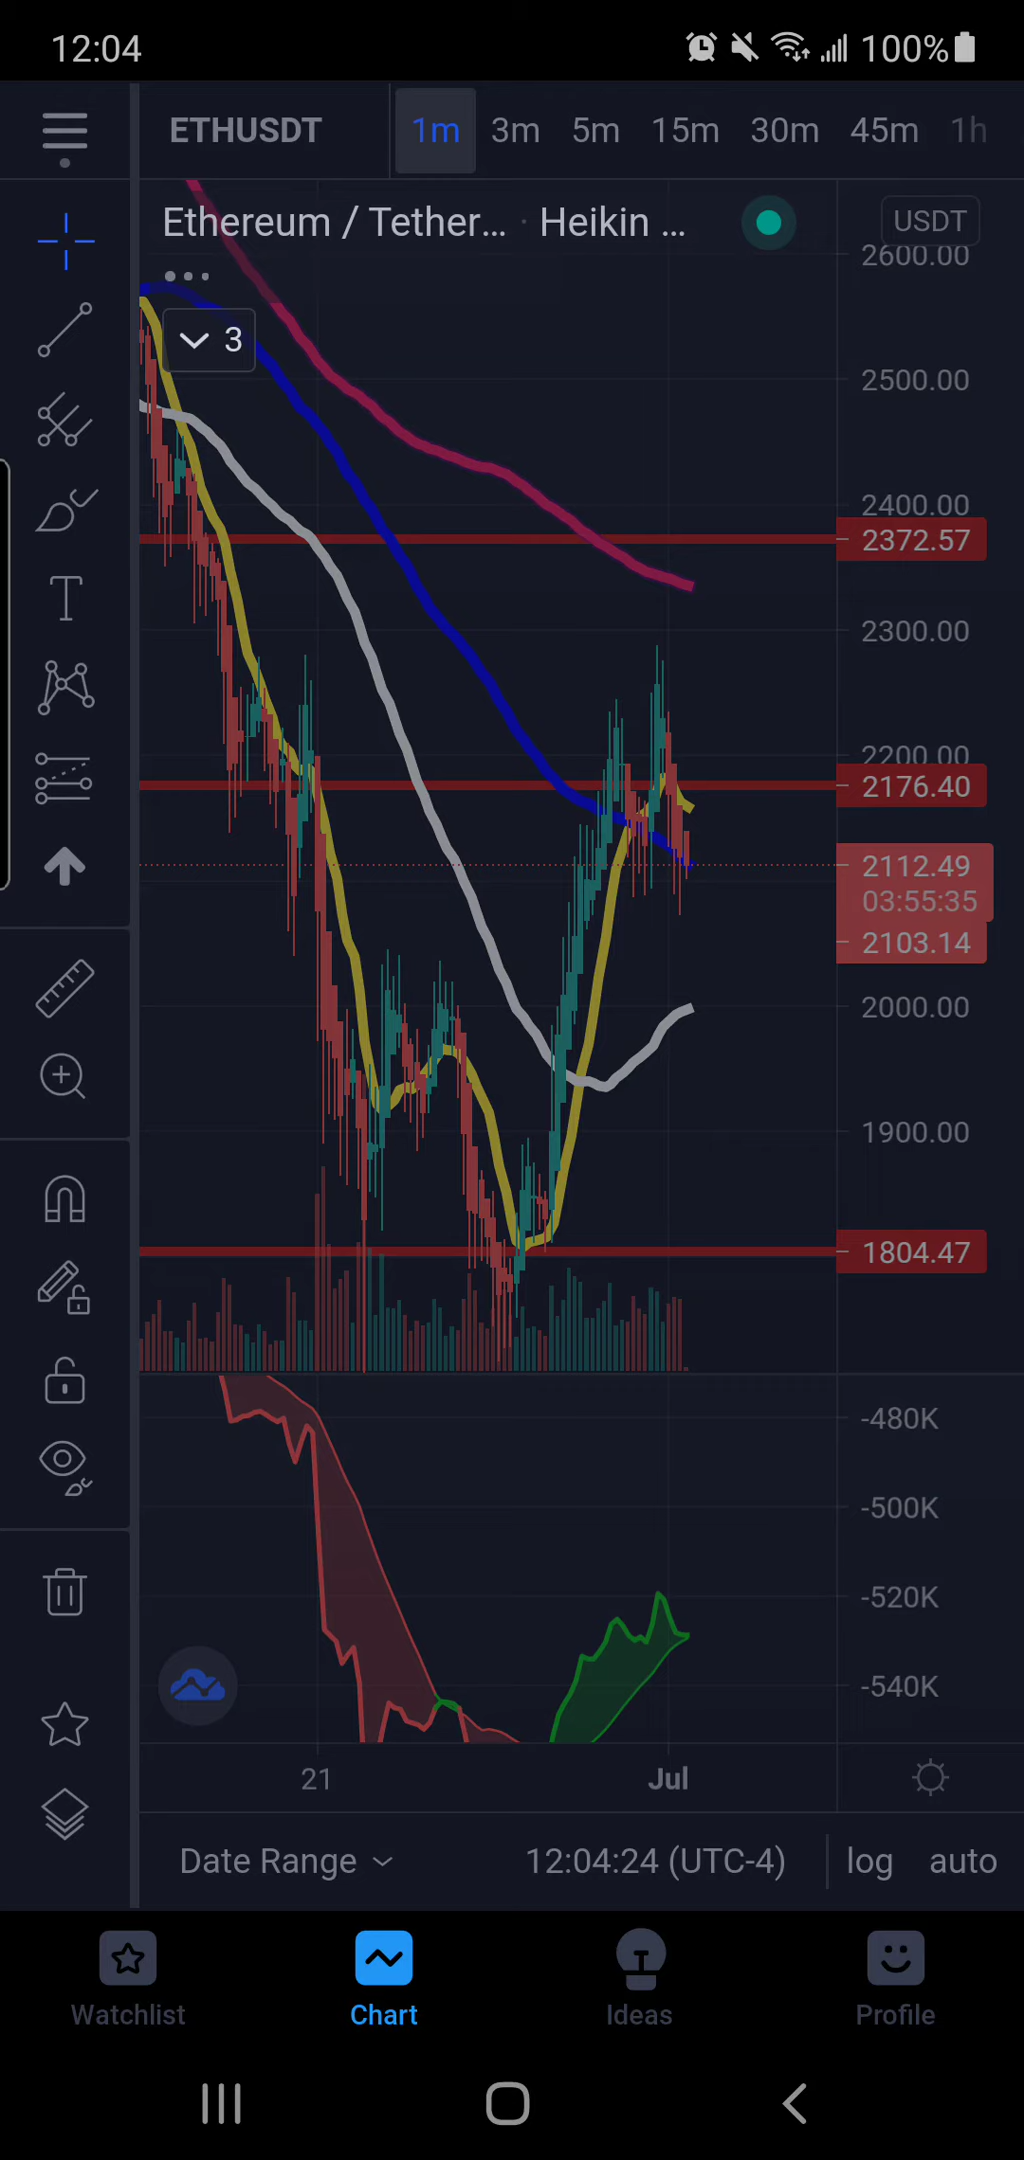 12:04 100%
ETHUSDT 1m 3m 5m 15m 30m 45m 1h
Ethereum / Tether... · Heikin ... USDT
2600.00
3
2500.00
2400.00
2372.57
2300.00
2200.00
2176.40
2112.49
03:55:35
2103.14
2000.00
1900.00
1804.47
-480K
-500K
-520K
-540K
21 Jul
Date Range 12:04:24 (UTC-4) log auto
Watchlist Chart Ideas Profile